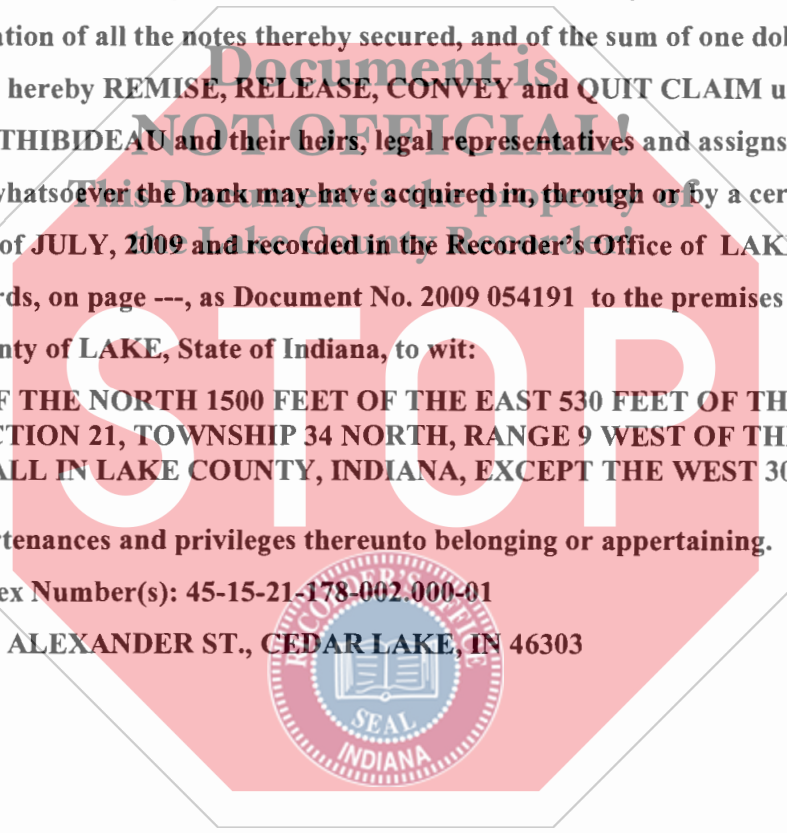 ation of all the notes thereby secured, and of the sum of one dol
Document is
hereby REMISE, RELEASE, CONVEY and QUIT CLAIM u
NOT OFFICIAL!
THIBIDEAU and their heirs, legal representatives and assigns
This Document is the property of
whatsoever the bank may have acquired in, through or by a cer
the Lake County Recorder!
of JULY, 2009 and recorded in the Recorder's Office of LAK
rds, on page ---, as Document No. 2009 054191 to the premises
nty of LAKE, State of Indiana, to wit:
STOP
F THE NORTH 1500 FEET OF THE EAST 530 FEET OF TH
CTION 21, TOWNSHIP 34 NORTH, RANGE 9 WEST OF TH
ALL IN LAKE COUNTY, INDIANA, EXCEPT THE WEST 30
rtenances and privileges thereunto belonging or appertaining.
ex Number(s): 45-15-21-178-002.000-01
ALEXANDER ST., CEDAR LAKE, IN 46303
RECORDER'S OFFICE
SEAL
INDIANA